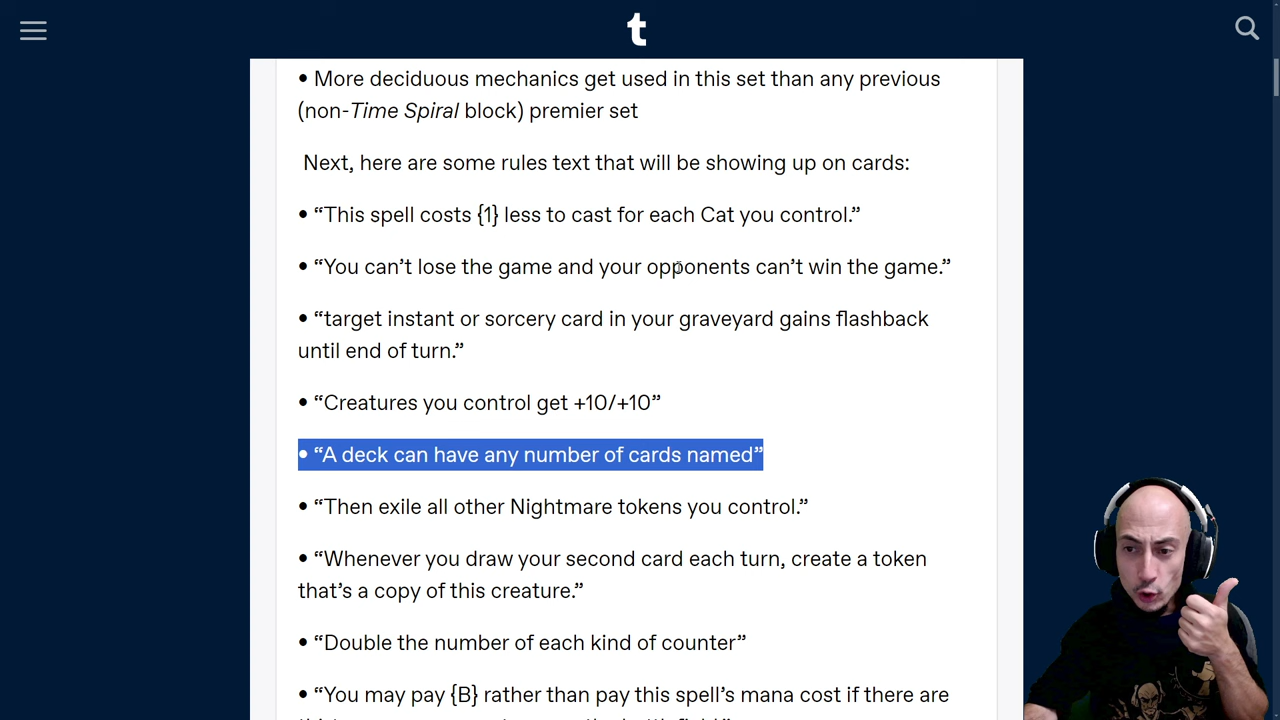 t
• More deciduous mechanics get used in this set than any previous
(non-Time Spiral block) premier set
Next, here are some rules text that will be showing up on cards:
• “This spell costs {1} less to cast for each Cat you control.”
• “You can’t lose the game and your opponents can’t win the game.”
• “target instant or sorcery card in your graveyard gains flashback
until end of turn.”
• “Creatures you control get +10/+10”
• “A deck can have any number of cards named”
• “Then exile all other Nightmare tokens you control.”
• “Whenever you draw your second card each turn, create a token
that’s a copy of this creature.”
• “Double the number of each kind of counter”
• “You may pay {B} rather than pay this spell’s mana cost if there are